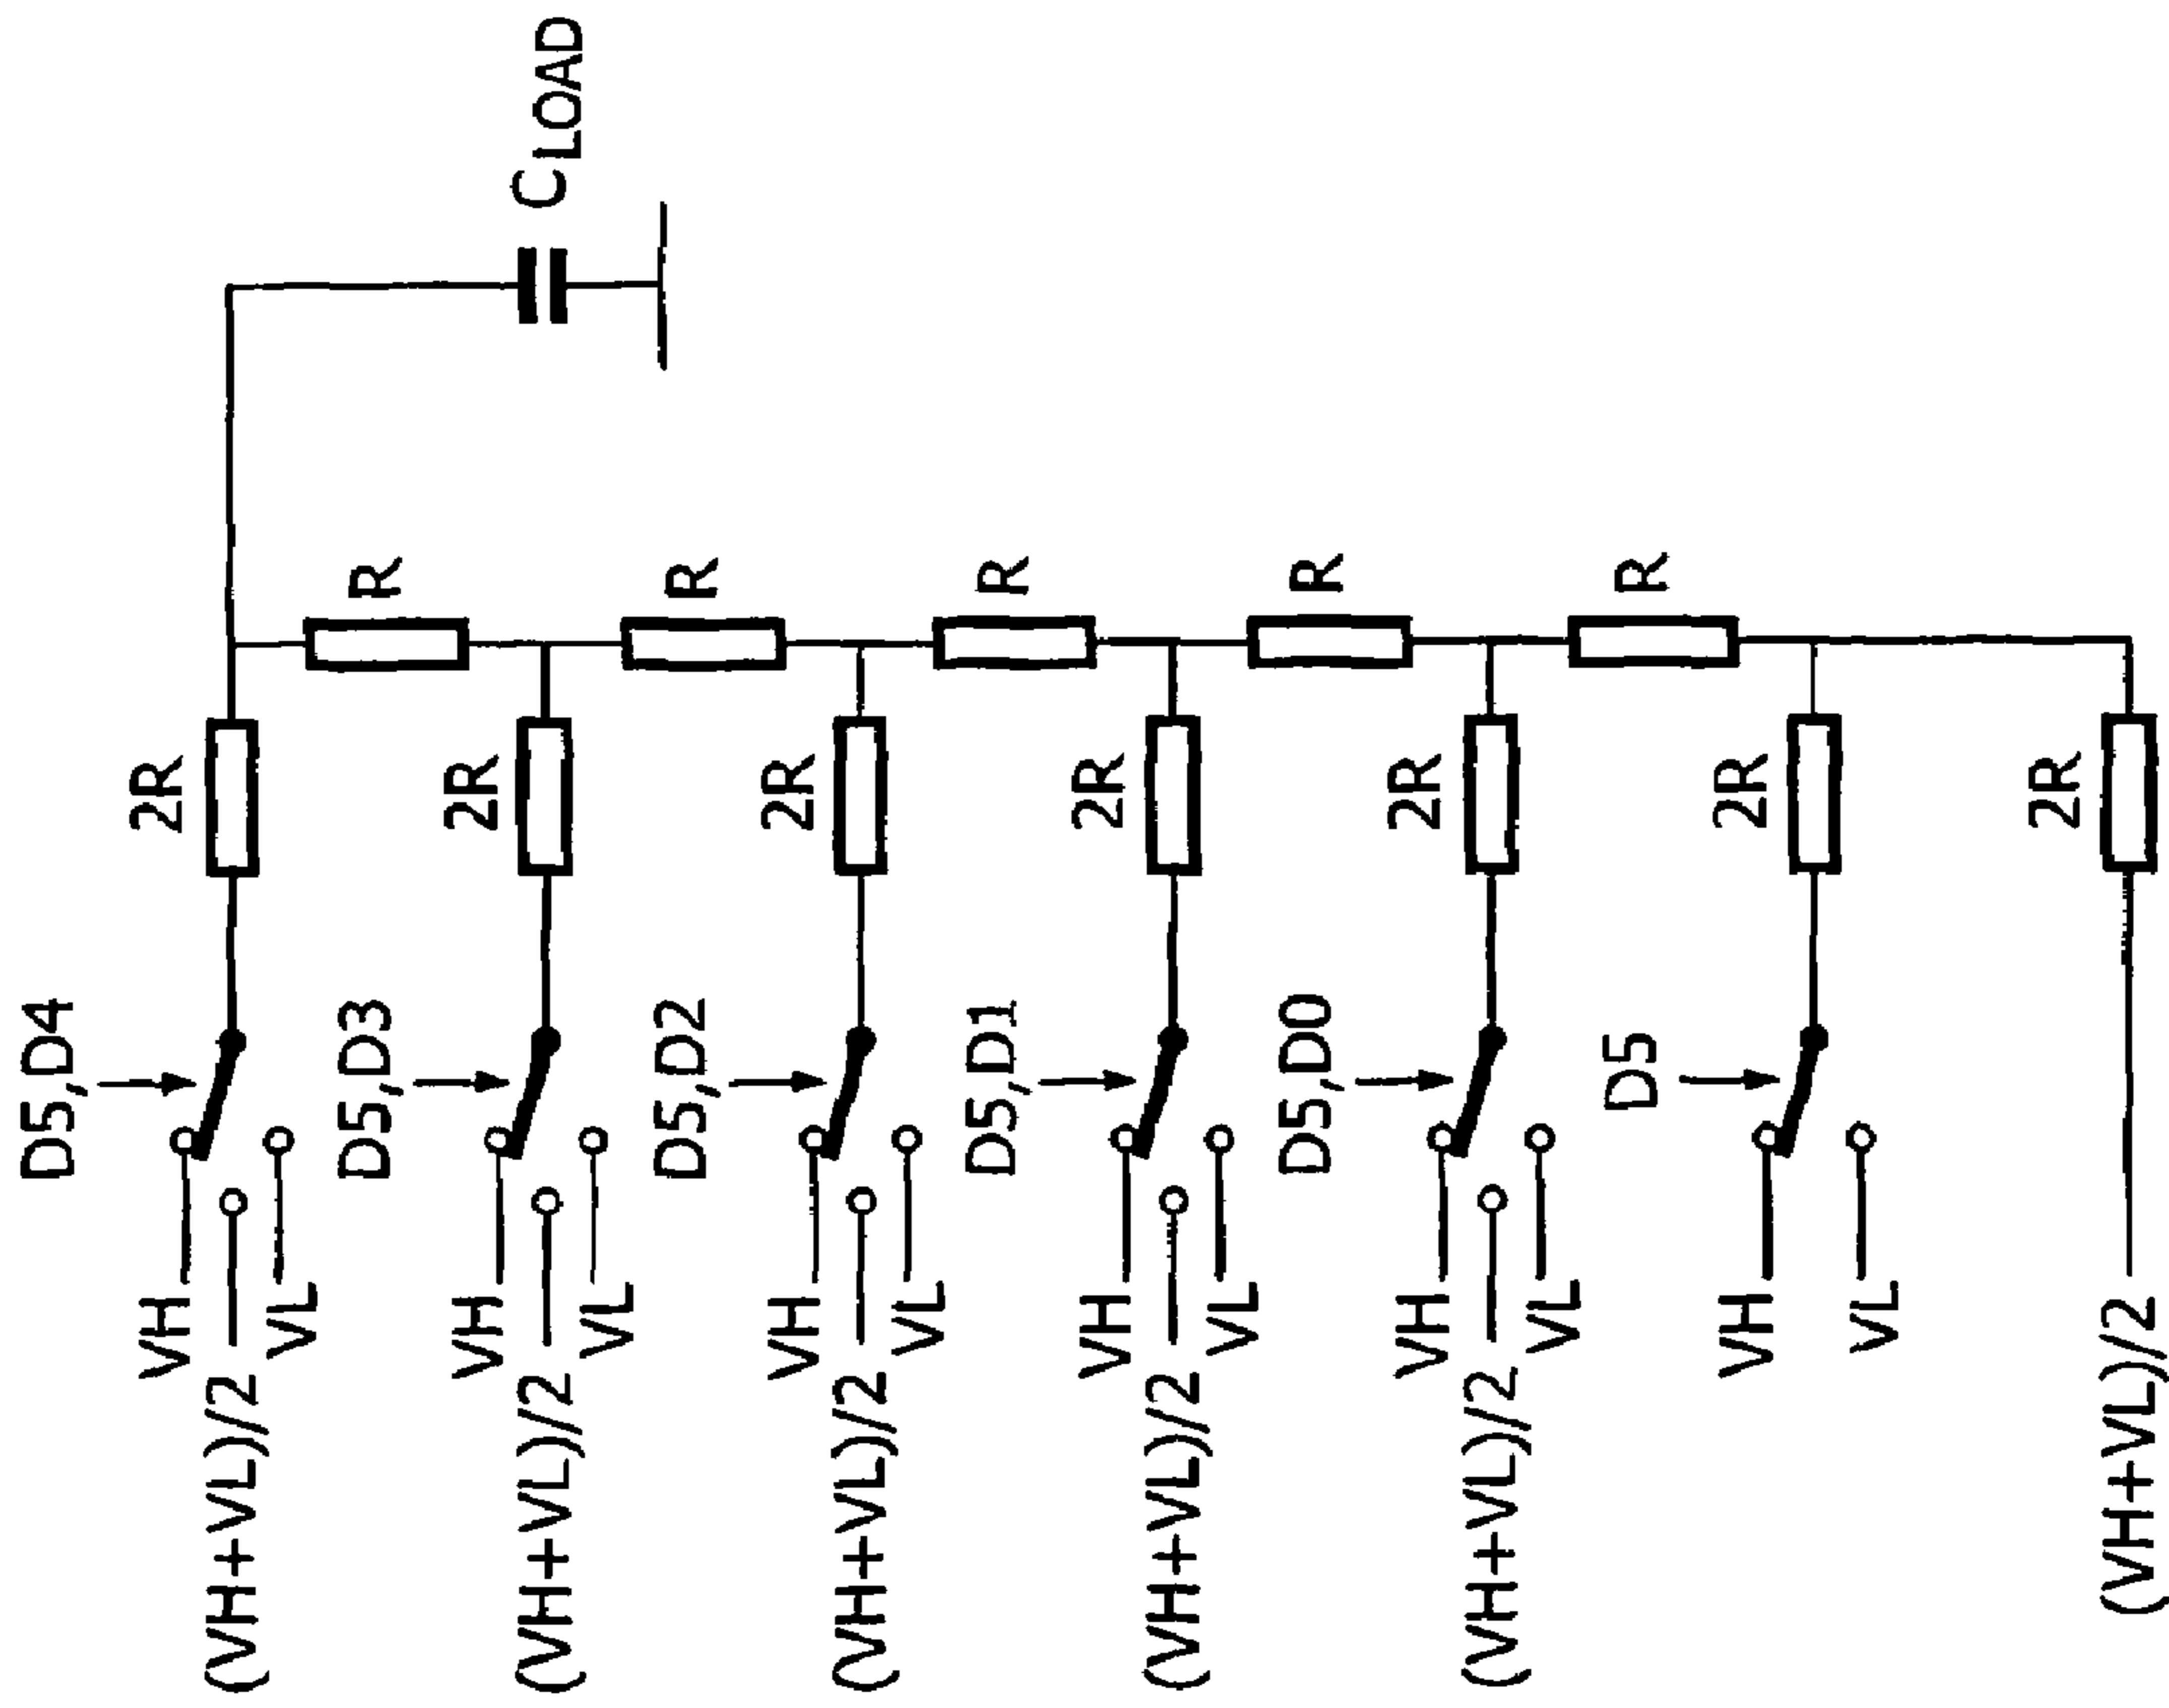 C LOAD
R
R
R
R
R
2R
2R
2R
2R
2R
2R
2R
D5,D4
D5,D3
D5,D2
D5,D1
D5,D0
D5
VH
(VH+VL)/2
VL
VH
(VH+VL)/2
VL
VH
(VH+VL)/2
VL
VH
(VH+VL)/2
VL
VH
(VH+VL)/2
VL
VH
VL
(VH+VL)/2